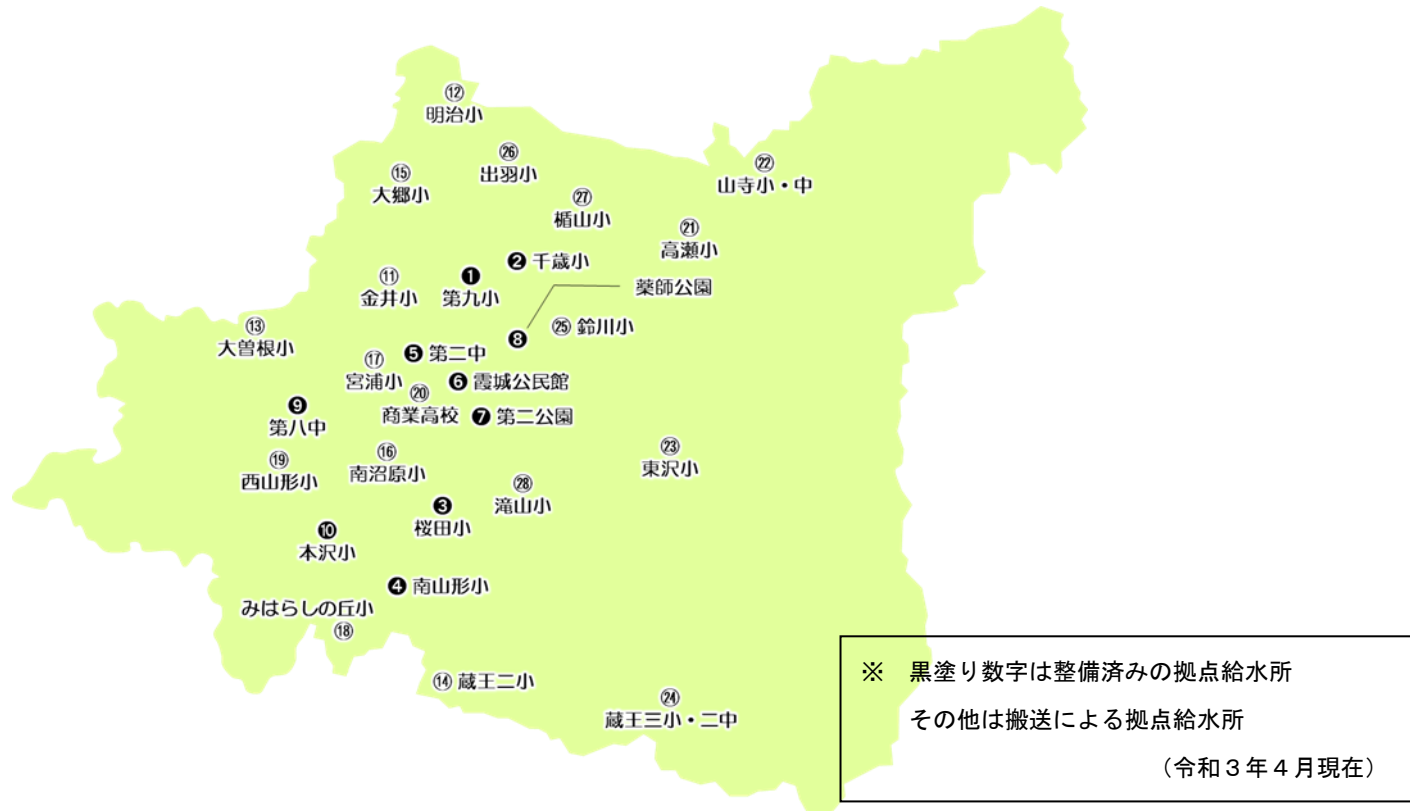 ⑫
明治小
㉖
出羽小
⑮
大郷小
㉒
山寺小・中
㉗
楯山小
㉑
高瀬小
❷ 千歳小
⑪
金井小
❶
第九小
薬師公園
❽
㉕ 鈴川小
⑬
大曽根小
❺ 第二中
⑰
宮浦小
❻ 霞城公民館
⑳
商業高校
❼ 第二公園
❾
第八中
⑯
南沼原小
㉓
東沢小
⑲
西山形小
㉘
滝山小
❸
桜田小
❿
本沢小
❹ 南山形小
みはらしの丘小
⑱
⑭ 蔵王二小
㉔
蔵王三小・二中
※ 黒塗り数字は整備済みの拠点給水所
その他は搬送による拠点給水所
（令和３年４月現在）